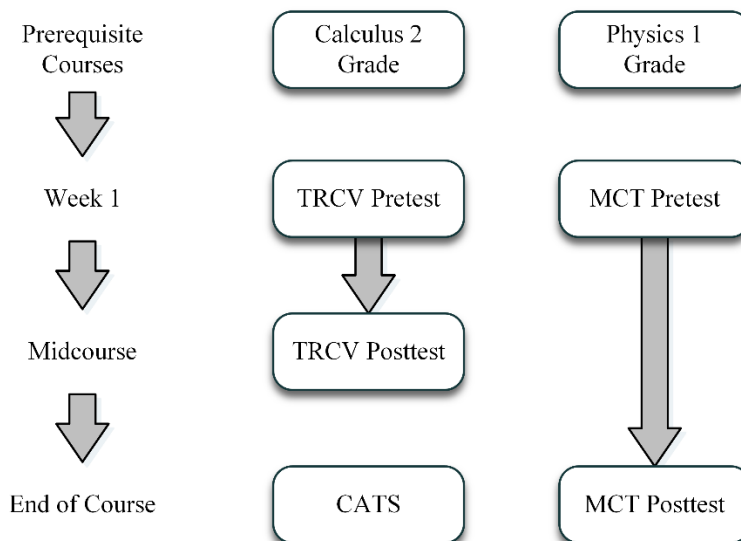 Prerequisite
Courses
Calculus 2
Grade
Physics 1
Grade
Week 1
TRCV Pretest
MCT Pretest
Midcourse
TRCV Posttest
End of Course
CATS
MCT Posttest